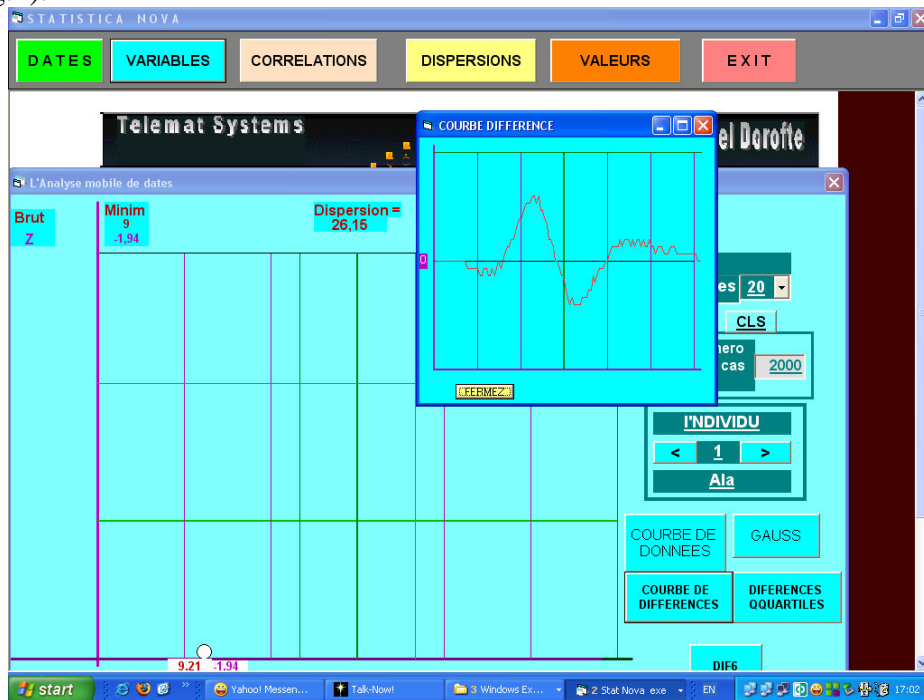 STATISTICA NOVA
DATES VARIABLES CORRELATIONS DISPERSIONS VALEURS EXIT
Telemat Systems
el Dorofte
COURBE DIFFERENCE
L'Analyse mobile de dates
Brut
Z
Minim
9
-1,94
Dispersion =
26,15
0
FERMEZ
es 20
CLS
nero
cas 2000
l'NDIVIDU
< 1 >
Ala
COURBE DE
DONNEES
GAUSS
COURBE DE
DIFFERENCES
DIFERENCES
QQUARTILES
DIF6
9.21 -1.94
start
Yahoo! Messen...
Talk-Now!
3 Windows Ex...
2 Stat Nova exe
EN
17:02